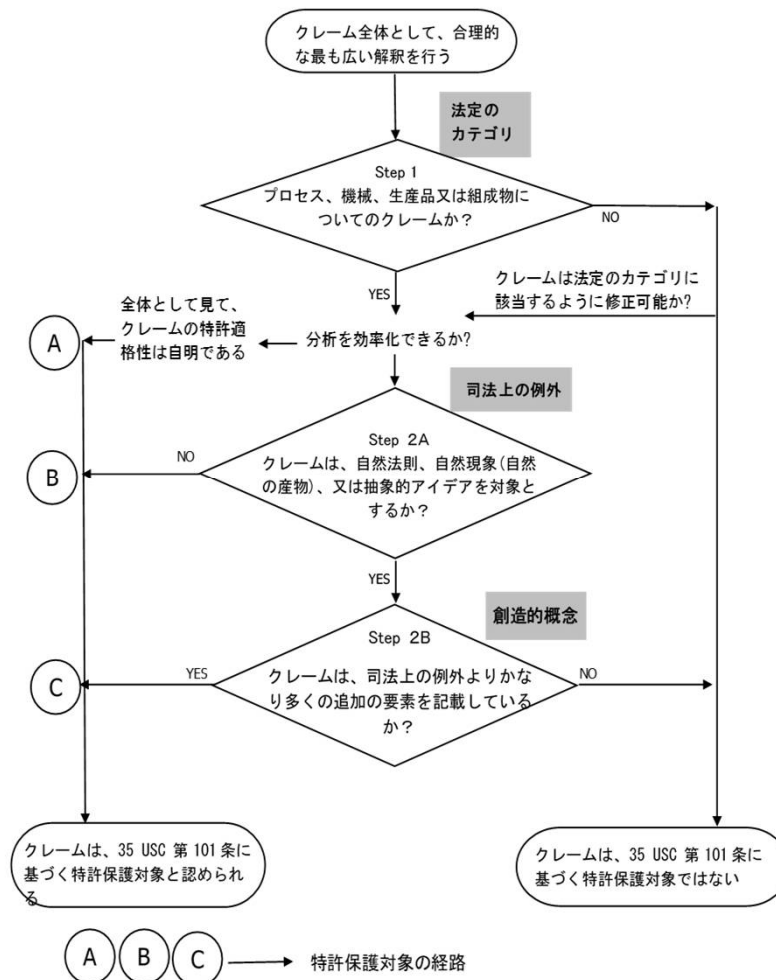 クレーム全体として、合理的
な最も広い解釈を行う
法定の
カテゴリ
Step 1
プロセス、機械、生産品又は組成物に
ついてのクレームか？
NO
YES
クレームは法定のカテゴリに
該当するように修正可能か?
全体として見て、
クレームの特許適
格性は自明である
A
分析を効率化できるか?
司法上の例外
Step 2A
クレームは、自然法則、自然現象(自然
の産物)、又は抽象的アイデアを対象と
するか？
NO
B
YES
創造的概念
Step 2B
クレームは、司法上の例外よりかな
り多くの追加の要素を記載している
か？
YES
NO
C
クレームは、35 USC 第 101 条に
基づく特許保護対象と認められ
る
クレームは、35 USC 第 101 条に
基づく特許保護対象ではない
A B C 特許保護対象の経路